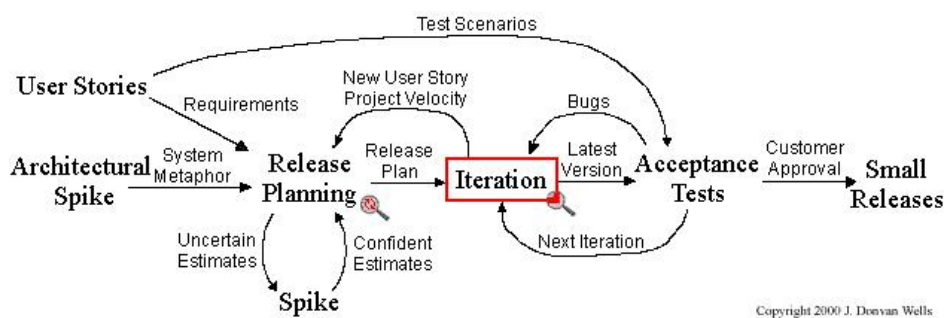 Test Scenarios
User Stories
New User Story
Project Velocity
Requirements
Bugs
Architectural
Spike
System
Metaphor
Release
Planning
Release
Plan
Iteration
Latest
Version
Acceptance
Tests
Customer
Approval
Small
Releases
Uncertain
Estimates
Confident
Estimates
Next Iteration
Spike
Copyright 2000 J. Donvan Wells